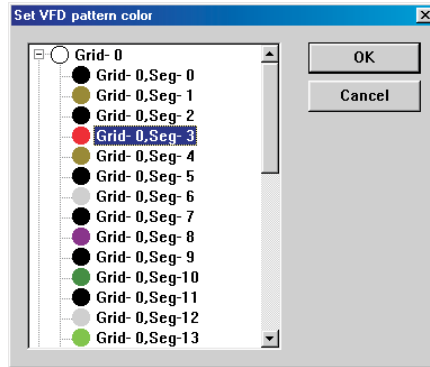 Set VFD pattern color
Grid- 0
Grid- 0,Seg- 0
Grid- 0,Seg- 1
Grid- 0,Seg- 2
Grid- 0,Seg- 3
Grid- 0,Seg- 4
Grid- 0,Seg- 5
Grid- 0,Seg- 6
Grid- 0,Seg- 7
Grid- 0,Seg- 8
Grid- 0,Seg- 9
Grid- 0,Seg-10
Grid- 0,Seg-11
Grid- 0,Seg-12
Grid- 0,Seg-13
OK
Cancel